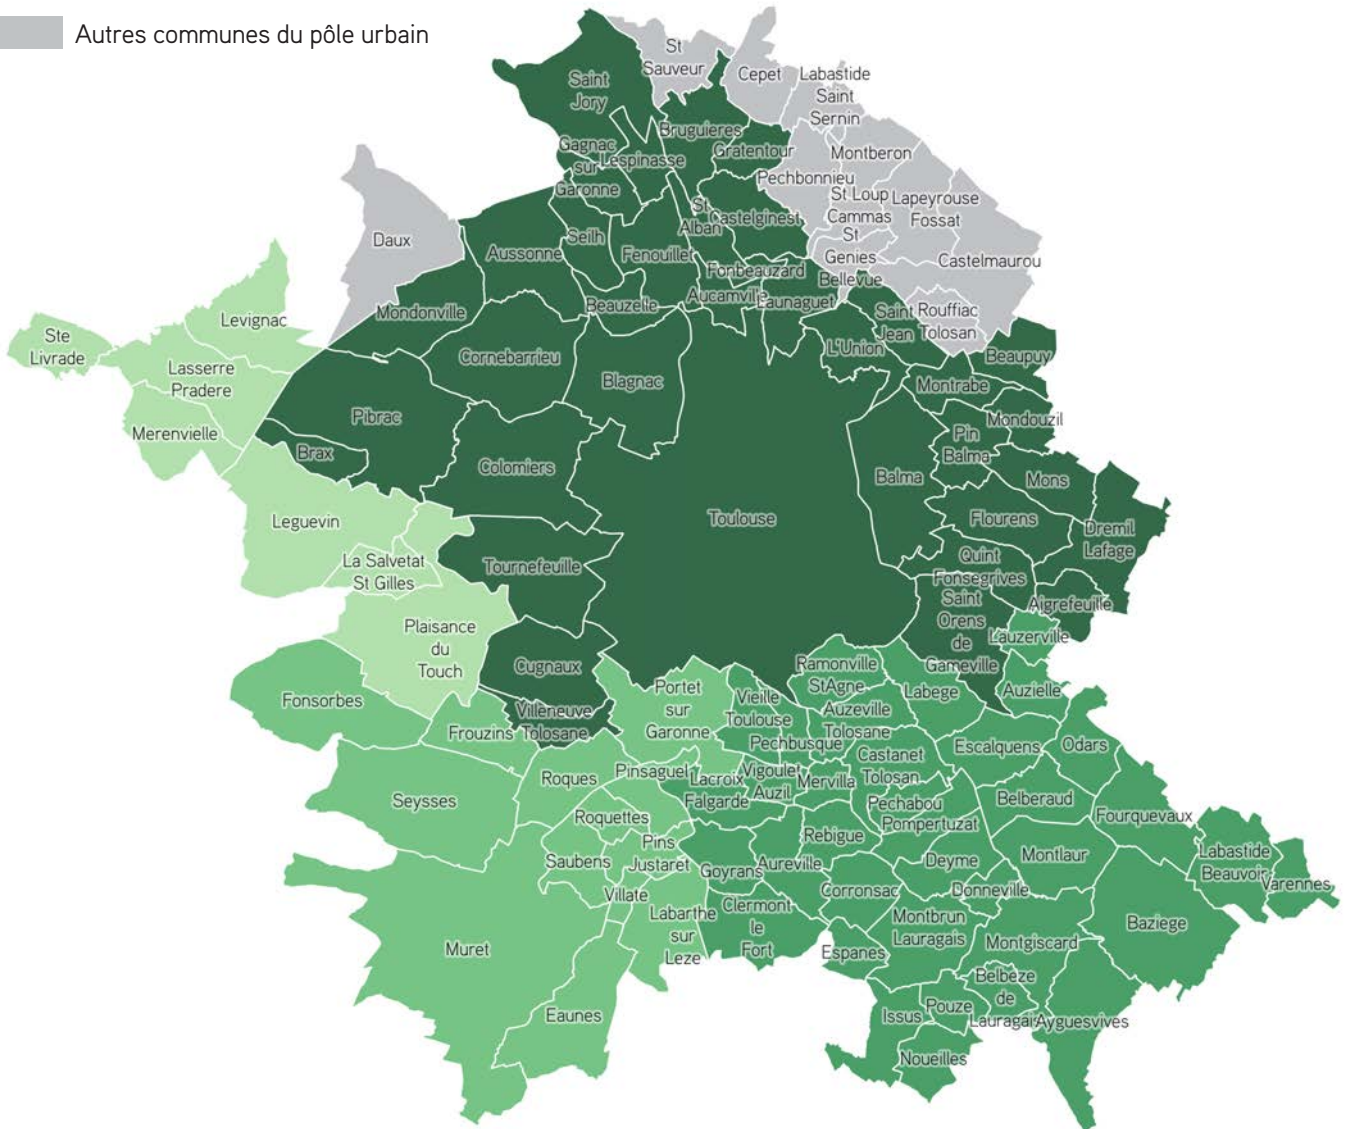 Autres communes du pôle urbain
St
Sauveur
Cepet
Labastide
Saint
Sernin
Saint
Jory
Bruguieres
Gratentour
Montberon
Gagnac
sur
Garonne
Lespinasse
Pechbonnieu
St Loup
Cammas
Lapeyrouse
Fossat
St
Alban
Castelginest
Daux
Aussonne
Seilh
Fenouillet
St
Genies
Bellevue
Castelmaurou
Fonbeauzard
Mondonville
Beauzelle
Aucamville
Launaguet
Saint
Jean
Rouffiac
Tolosan
Levignac
Ste
Livrade
Lasserre
Pradere
Cornebarrieu
Blagnac
L'Union
Beaupuy
Montrabe
Merenvielle
Pibrac
Mondouzil
Pin
Balma
Brax
Colomiers
Balma
Mons
Leguevin
Toulouse
Flourens
Dremil
Lafage
La Salvetat
St Gilles
Tournefeuille
Quint
Fonsegrives
Saint
Orens
de
Gameville
Aigrefeuille
Lauzerville
Plaisance
du
Touch
Cugnaux
Ramonville
StAgne
Labege
Auzielle
Fonsorbes
Portet
sur
Garonne
Vieille
Toulouse
Auzeville
Tolosane
Frouzins
Villeneuve
Tolosane
Pechbusque
Castanet
Tolosan
Escalquens
Odars
Roques
Pinsaguel
Lacroix
Falgarde
Vigoulet
Auzil
Mervilla
Seysses
Pechabou
Belberaud
Fourquevaux
Roquettes
Pompertuzat
Pins
Justaret
Rebigue
Saubens
Goyrans
Aureville
Deyme
Montlaur
Labastide
Beauvoir
Varennes
Villate
Corronsac
Donneville
Labarthe
sur
Leze
Clermont
le
Fort
Montbrun
Lauragais
Baziege
Muret
Espanes
Montgiscard
Belbeze
de
Lauragais
Eaunes
Issus
Pouze
Ayguesvives
Noueilles